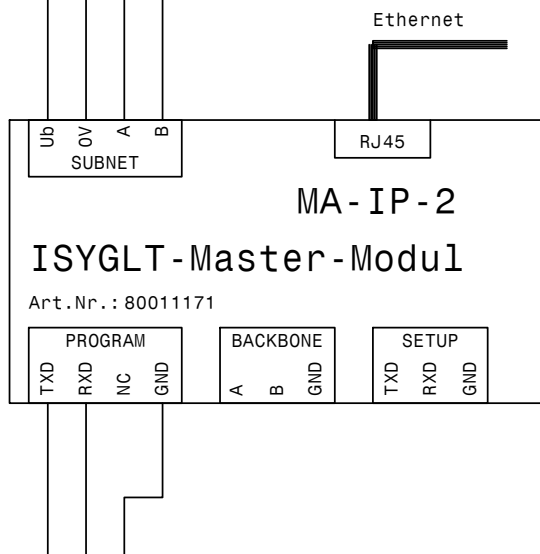 Ethernet
Ub 0V A B
SUBNET
RJ45
MA-IP-2
ISYGLT-Master-Modul
Art.Nr.:80011171
PROGRAM
TXD RXD NC GND
BACKBONE
A B GND
SETUP
TXD RXD GND